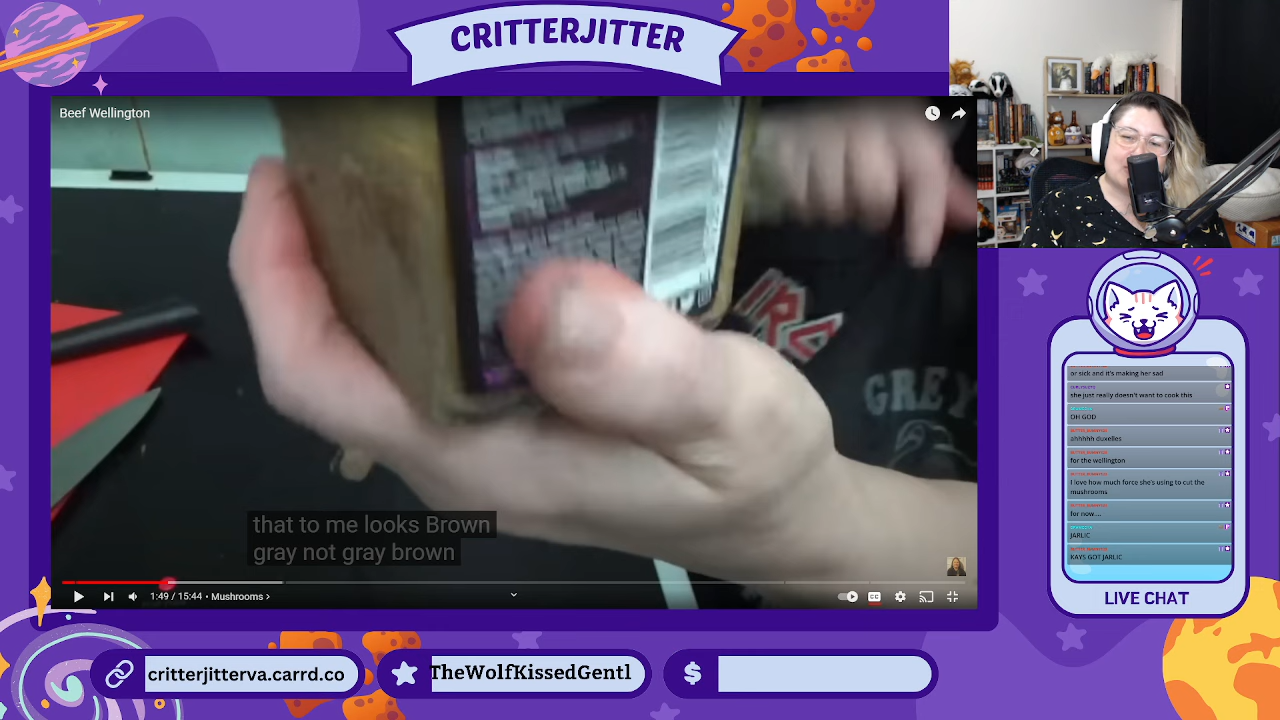 CRITTERJITTER
Beef Wellington
GREY
that to me looks Brown
gray not gray brown
1:49 / 15:44 • Mushrooms >
CC
or sick and it's making her sad
she just really doesn't want to cook this
OH GOD
ahhhhh duxelles
for the wellington
I love how much force she's using to cut the
mushrooms
for now....
JARLIC
KAYS GOT JARLIC
LIVE CHAT
critterjitterva.carrd.co
TheWolfKissedGentl
$